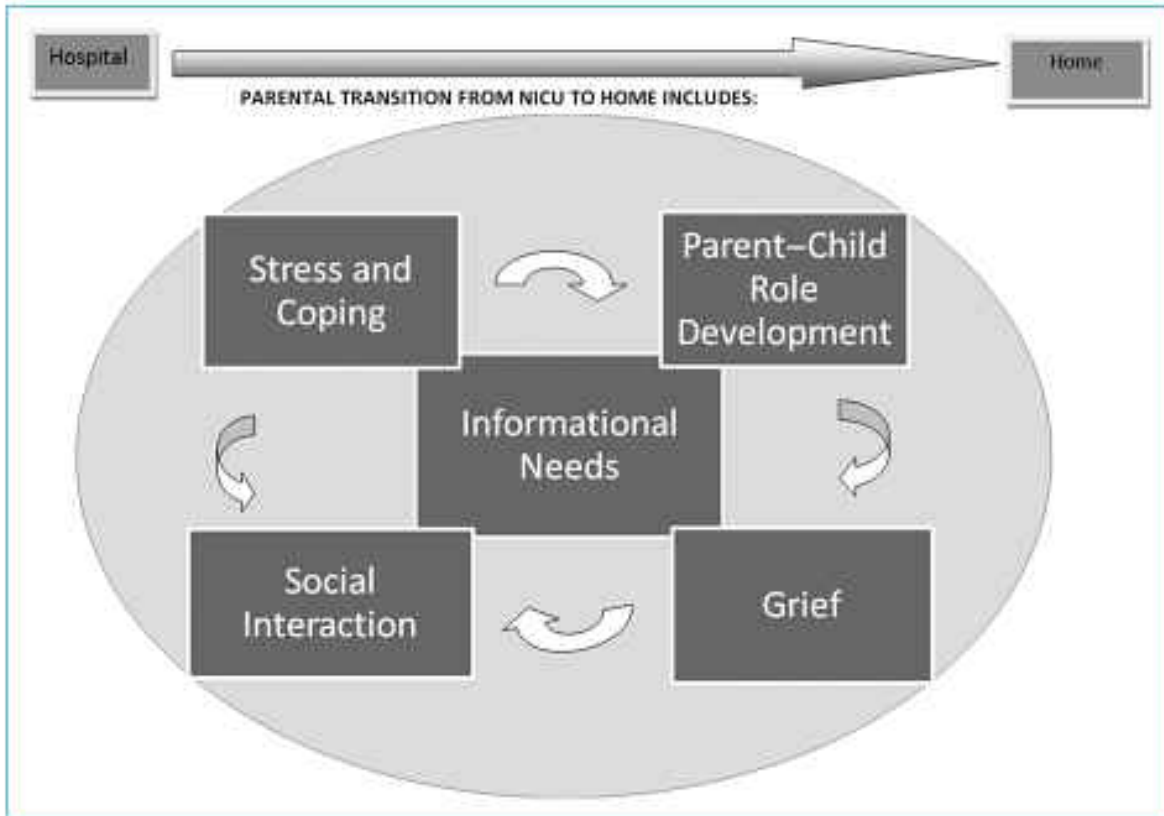 Hospital
Home
PARENTAL TRANSITION FROM NICU TO HOME INCLUDES:
Stress and
Coping
Parent–Child
Role
Development
Informational
Needs
Social
Interaction
Grief